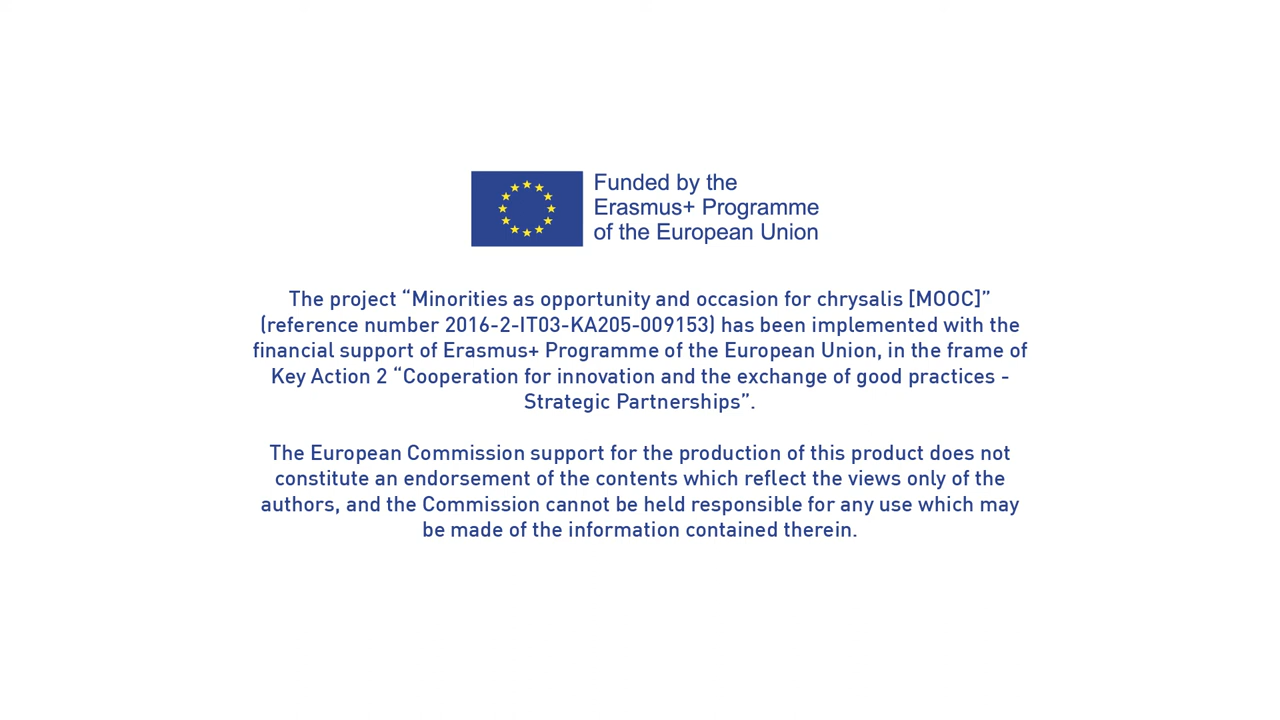 Funded by the
Erasmus+ Programme
of the European Union
The project “Minorities as opportunity and occasion for chrysalis [MOOC]”
(reference number 2016-2-IT03-KA205-009153) has been implemented with the
financial support of Erasmus+ Programme of the European Union, in the frame of
Key Action 2 “Cooperation for innovation and the exchange of good practices -
Strategic Partnerships”.
The European Commission support for the production of this product does not
constitute an endorsement of the contents which reflect the views only of the
authors, and the Commission cannot be held responsible for any use which may
be made of the information contained therein.